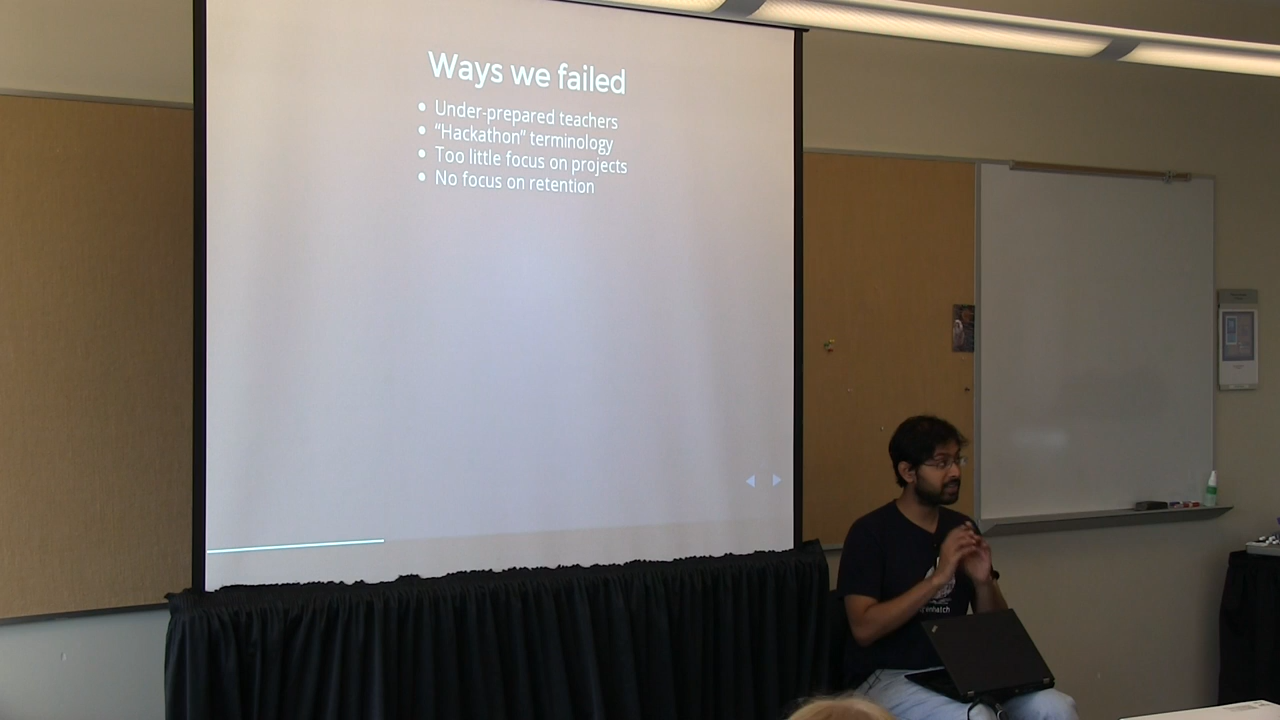 Ways we failed
• Under-prepared teachers
• “Hackathon” terminology
• Too little focus on projects
• No focus on retention